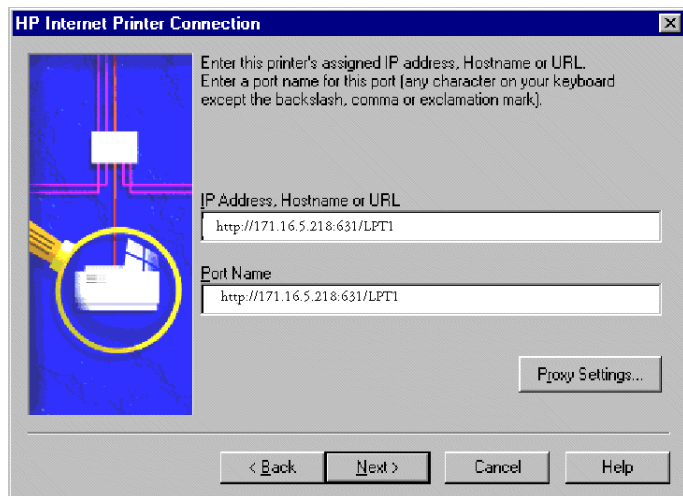 HP Internet Printer Connection
Enter this printer's assigned IP address, Hostname or URL.
Enter a port name for this port (any character on your keyboard
except the backslash, comma or exclamation mark).
IP Address, Hostname or URL
http://171.16.5.218:631/LPT1
Port Name
http://171.16.5.218:631/LPT1
Proxy Settings...
< Back
Next >
Cancel
Help